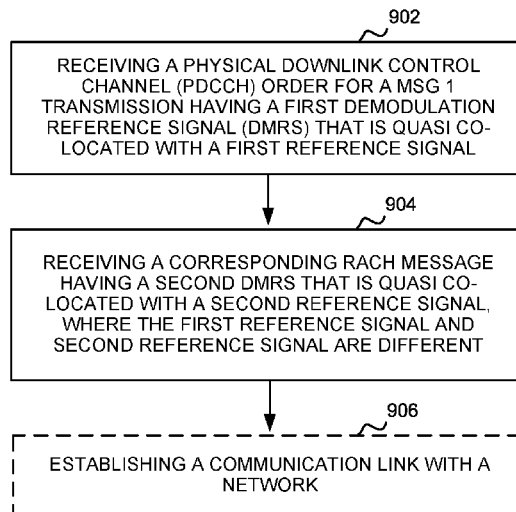 902
RECEIVING A PHYSICAL DOWNLINK CONTROL
CHANNEL (PDCCH) ORDER FOR A MSG 1
TRANSMISSION HAVING A FIRST DEMODULATION
REFERENCE SIGNAL (DMRS) THAT IS QUASI CO-
LOCATED WITH A FIRST REFERENCE SIGNAL
904
RECEIVING A CORRESPONDING RACH MESSAGE
HAVING A SECOND DMRS THAT IS QUASI CO-
LOCATED WITH A SECOND REFERENCE SIGNAL,
WHERE THE FIRST REFERENCE SIGNAL AND
SECOND REFERENCE SIGNAL ARE DIFFERENT
906
ESTABLISHING A COMMUNICATION LINK WITH A
NETWORK